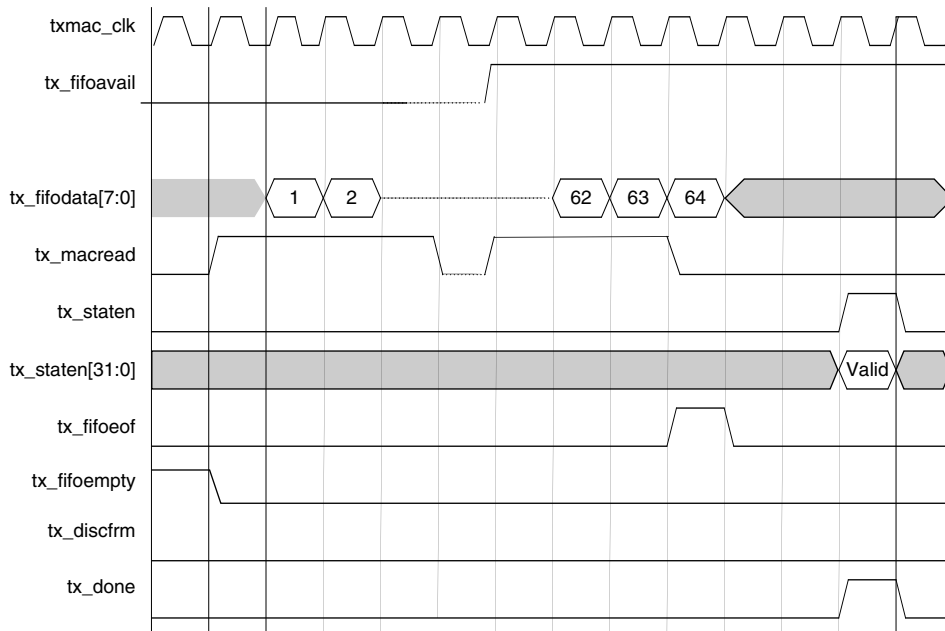 txmac_clk
tx_fifoavail
tx_fifodata[7:0] 1 2 62 63 64
tx_macread
tx_staten
tx_staten[31:0] Valid
tx_fifoeof
tx_fifoempty
tx_discfrm
tx_done